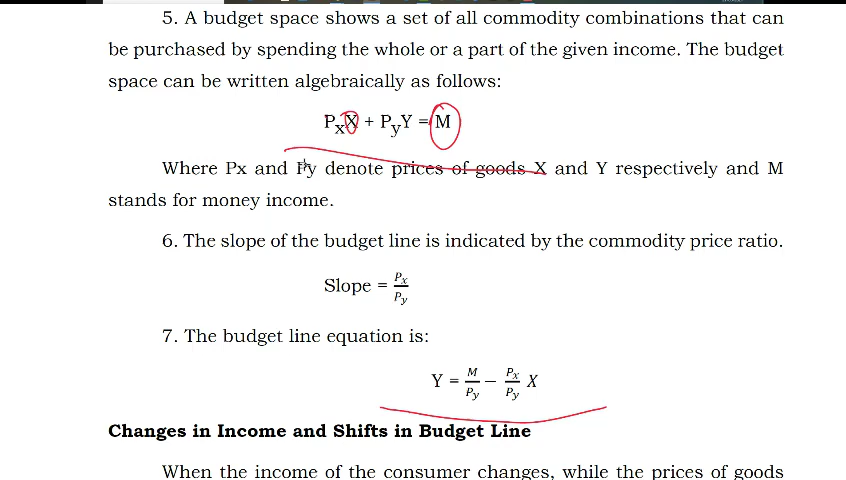 5. A budget space shows a set of all commodity combinations that can
be purchased by spending the whole or a part of the given income. The budget
space can be written algebraically as follows:
PxX + PyY = M
Where Px and Py denote prices of goods X and Y respectively and M
stands for money income.
6. The slope of the budget line is indicated by the commodity price ratio.
Slope = Px/Py
7. The budget line equation is:
Y = M/Py − Px/Py X
Changes in Income and Shifts in Budget Line
When the income of the consumer changes, while the prices of goods